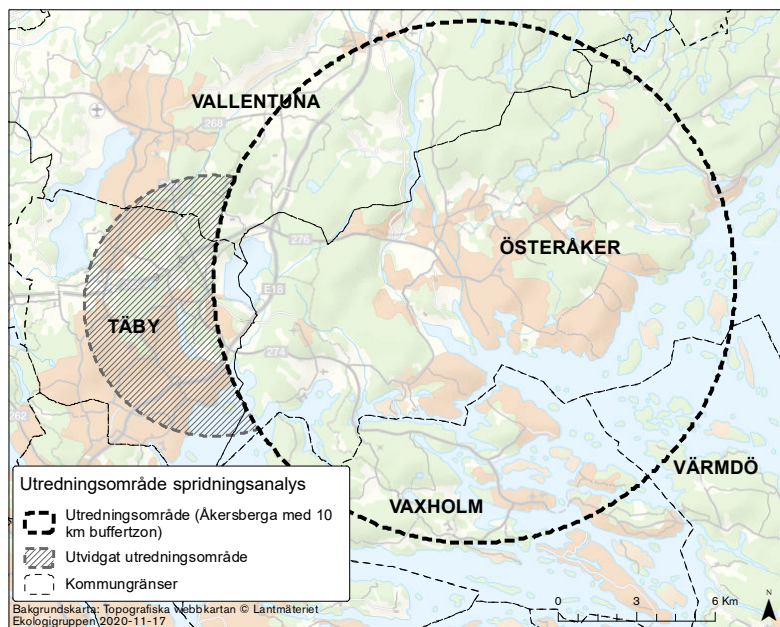 VALLENTUNA
268
ÖSTERÅKER
276
E18
TÄBY
274
262
VÄRMDÖ
VAXHOLM
Utredningsområde spridningsanalys
Utredningsområde (Åkersberga med 10
km buffertzon)
Utvidgat utredningsområde
Kommungränser
Bakgrundskarta: Topografiska webbkartan © Lantmäteriet
Ekologigruppen 2020-11-17
0 3 6 Km
N